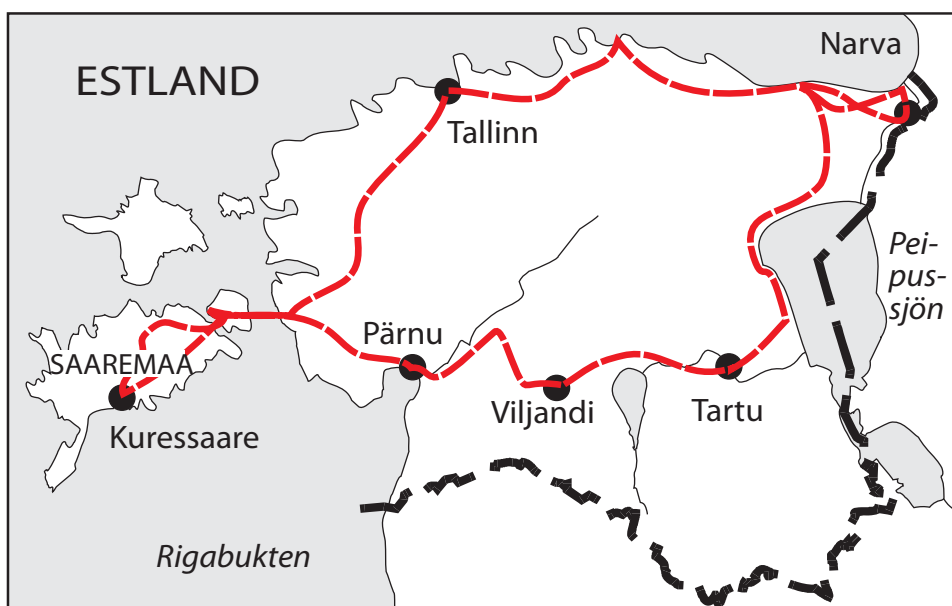 Narva
ESTLAND
Tallinn
Pei-
pus-
sjön
Pärnu
SAAREMAA
Viljandi
Tartu
Kuressaare
Rigabukten